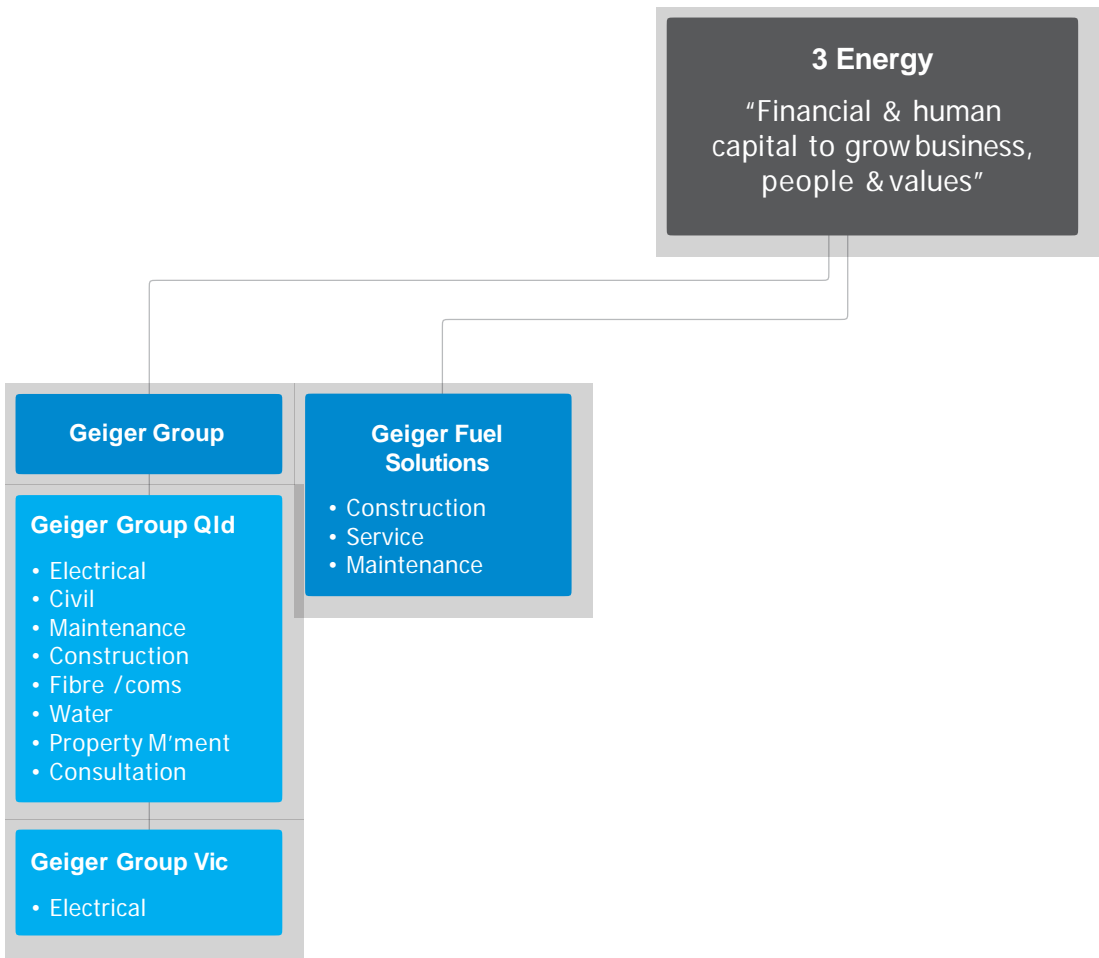 3 Energy
“Financial & human
capital to grow business,
people & values”
Geiger Group
Geiger Fuel
Solutions
• Construction
• Service
• Maintenance
Geiger Group Qld
• Electrical
• Civil
• Maintenance
• Construction
• Fibre /coms
• Water
• Property M’ment
• Consultation
Geiger Group Vic
• Electrical